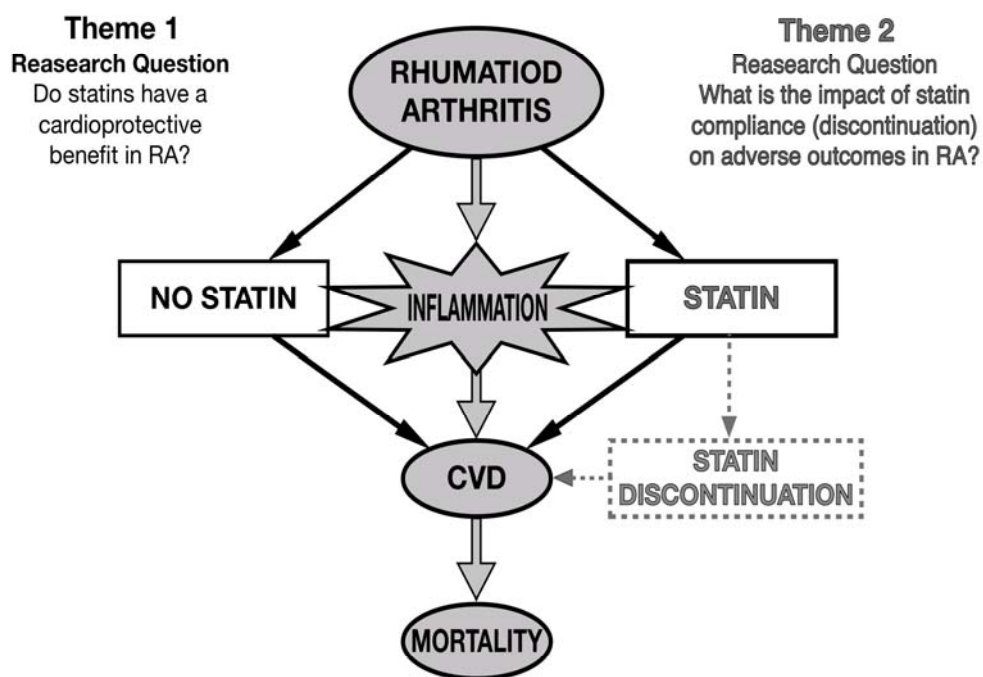 Theme 1
Reasearch Question
Do statins have a
cardioprotective
benefit in RA?
RHUMATIOD
ARTHRITIS
Theme 2
Reasearch Question
What is the impact of statin
compliance (discontinuation)
on adverse outcomes in RA?
NO STATIN
INFLAMMATION
STATIN
CVD
STATIN
DISCONTINUATION
MORTALITY